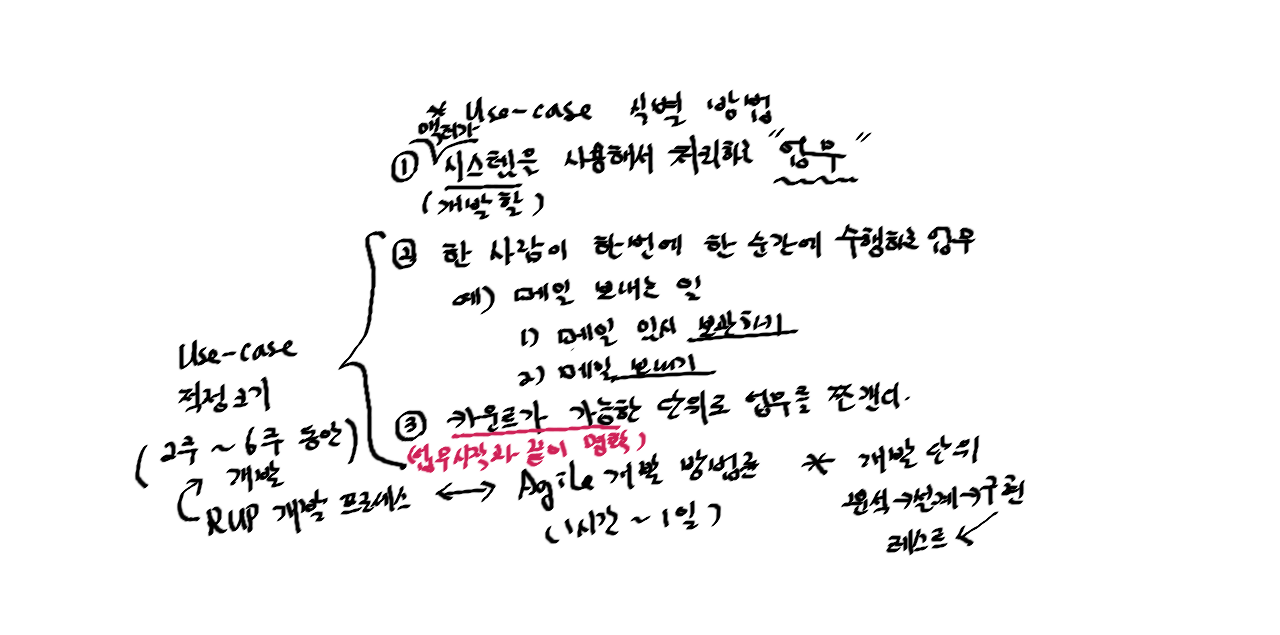 * Use-case 식별 방법
액터가
① 시스템을 사용해서 처리하는 "업무"
(개발할)
② 한 사람이 한번에 한 순간에 수행하는 업무
예) 메일 보내는 일
1) 메일 임시 보관하기
2) 메일 보내기
③ 카운트가 가능한 단위로 업무를 쪼갠다.
(업무시작과 끝이 명확)
Use-case
적정크기
(2주 ~ 6주 동안)
개발
RUP 개발 프로세스 ↔ Agile 개발 방법론
(1시간 ~ 1일)
* 개발 단위
분석→설계→구현
테스트